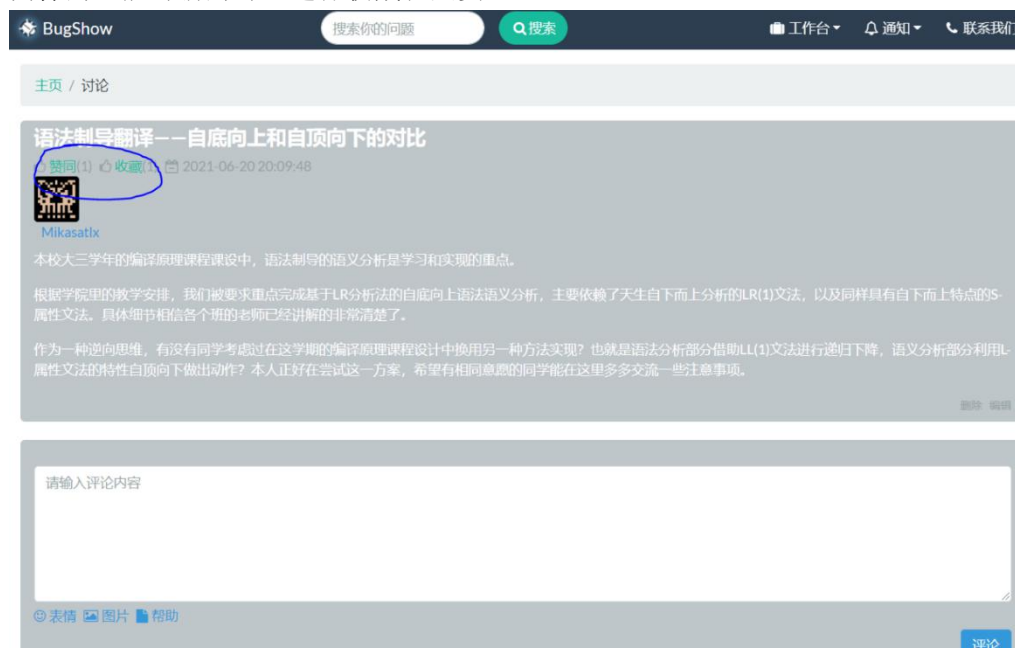 BugShow
搜索你的问题
搜索
工作台
通知
联系我们
主页 / 讨论
语法制导翻译——自底向上和自顶向下的对比
赞同(1) 收藏(1) 2021-06-20 20:09:48
Mikasatlx
本校大三学年的编译原理课程课设中，语法制导的语义分析是学习和实现的重点。
根据学院里的教学安排，我们被要求重点完成基于LR分析法的自底向上语法语义分析，主要依赖了天生自下而上分析的LR(1)文法，以及同样具有自下而上特点的S-
属性文法。具体细节相信各个班的老师已经讲解的非常清楚了。
作为一种逆向思维，有没有同学考虑过在这学期的编译原理课程设计中换用另一种方法实现？也就是语法分析部分借助LL(1)文法进行递归下降，语义分析部分利用L-
属性文法的特性自顶向下做出动作？本人正好在尝试这一方案，希望有相同意愿的同学能在这里多多交流一些注意事项。
删除 编辑
请输入评论内容
表情 图片 帮助
评论